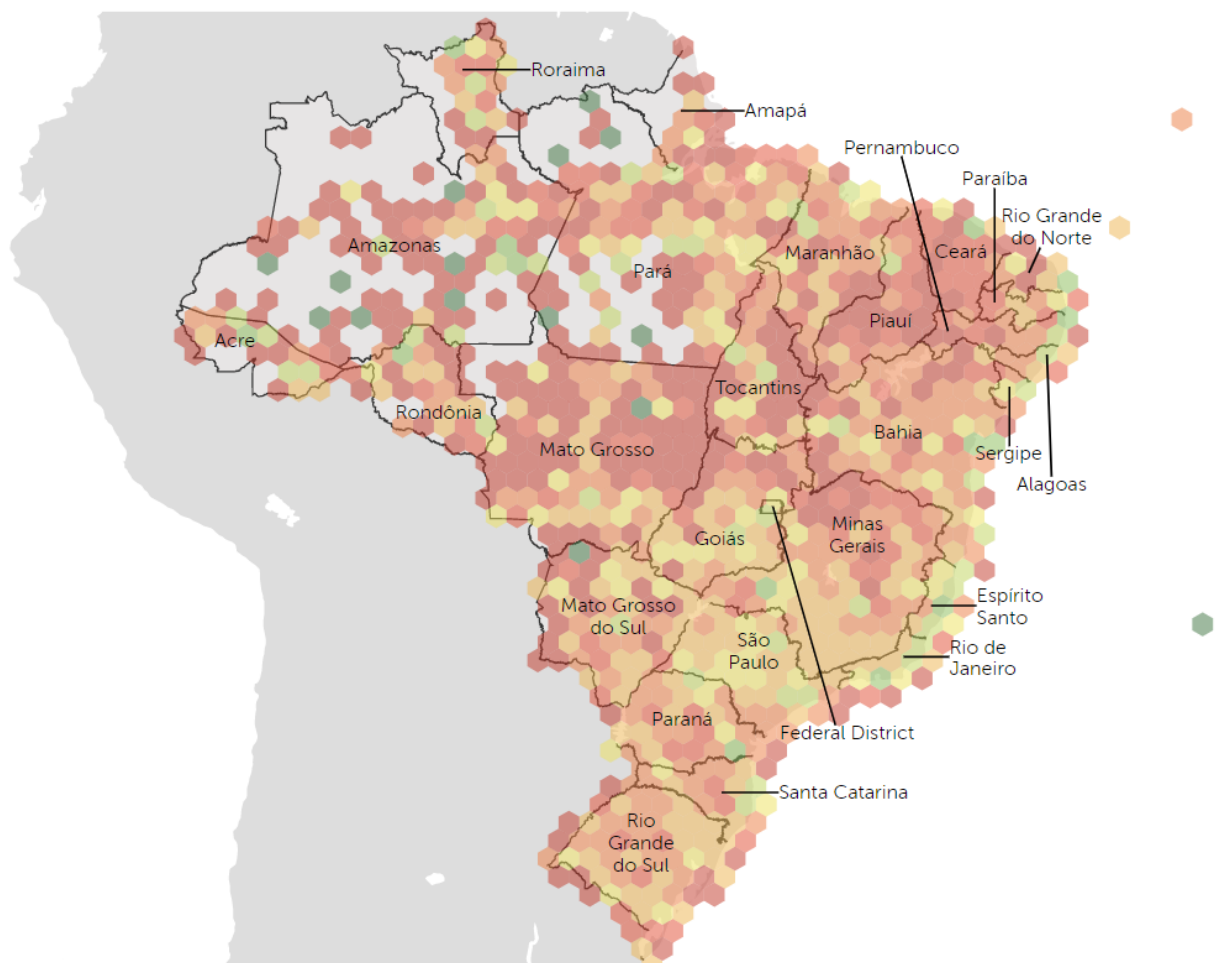 Roraima
Amapá
Pernambuco
Paraíba
Rio Grande
do Norte
Amazonas
Pará
Maranhão
Ceará
Piauí
Acre
Tocantins
Rondônia
Bahia
Mato Grosso
Sergipe
Alagoas
Goiás
Minas
Gerais
Espírito
Santo
Mato Grosso
do Sul
São
Paulo
Rio de
Janeiro
Paraná
Federal District
Santa Catarina
Rio
Grande
do Sul